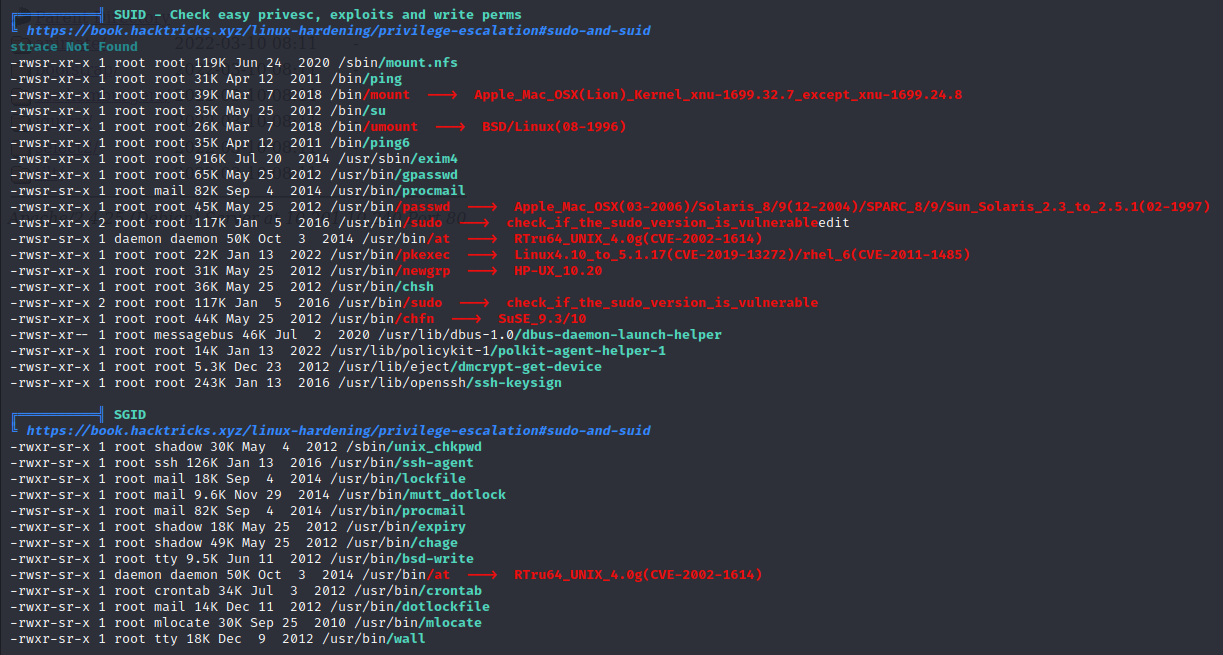 SUID - Check easy privesc, exploits and write perms
https://book.hacktricks.xyz/linux-hardening/privilege-escalation#sudo-and-suid
strace Not Found
-rwsr-xr-x 1 root root 119K Jun 24  2020 /sbin/mount.nfs
-rwsr-xr-x 1 root root 31K Apr 12  2011 /bin/ping
-rwsr-xr-x 1 root root 39K Mar  7  2018 /bin/mount  --->  Apple_Mac_OSX(Lion)_Kernel_xnu-1699.32.7_except_xnu-1699.24.8
-rwsr-xr-x 1 root root 35K May 25  2012 /bin/su
-rwsr-xr-x 1 root root 26K Mar  7  2018 /bin/umount  --->  BSD/Linux(08-1996)
-rwsr-xr-x 1 root root 35K Apr 12  2011 /bin/ping6
-rwsr-xr-x 1 root root 916K Jul 20  2014 /usr/sbin/exim4
-rwsr-xr-x 1 root root 65K May 25  2012 /usr/bin/gpasswd
-rwsr-sr-x 1 root mail 82K Sep  4  2014 /usr/bin/procmail
-rwsr-xr-x 1 root root 45K May 25  2012 /usr/bin/passwd  --->  Apple_Mac_OSX(03-2006)/Solaris_8/9(12-2004)/SPARC_8/9/Sun_Solaris_2.3_to_2.5.1(02-1997)
-rwsr-xr-x 2 root root 117K Jan  5  2016 /usr/bin/sudo  --->  check_if_the_sudo_version_is_vulnerableedit
-rwsr-sr-x 1 daemon daemon 50K Oct  3  2014 /usr/bin/at  --->  RTru64_UNIX_4.0g(CVE-2002-1614)
-rwsr-xr-x 1 root root 22K Jan 13  2022 /usr/bin/pkexec  --->  Linux4.10_to_5.1.17(CVE-2019-13272)/rhel_6(CVE-2011-1485)
-rwsr-xr-x 1 root root 31K May 25  2012 /usr/bin/newgrp  --->  HP-UX_10.20
-rwsr-xr-x 1 root root 36K May 25  2012 /usr/bin/chsh
-rwsr-xr-x 2 root root 117K Jan  5  2016 /usr/bin/sudo  --->  check_if_the_sudo_version_is_vulnerable
-rwsr-xr-x 1 root root 44K May 25  2012 /usr/bin/chfn  --->  SuSE_9.3/10
-rwsr-xr-- 1 root messagebus 46K Jul  2  2020 /usr/lib/dbus-1.0/dbus-daemon-launch-helper
-rwsr-xr-x 1 root root 14K Jan 13  2022 /usr/lib/policykit-1/polkit-agent-helper-1
-rwsr-xr-x 1 root root 5.3K Dec 23  2012 /usr/lib/eject/dmcrypt-get-device
-rwsr-xr-x 1 root root 243K Jan 13  2016 /usr/lib/openssh/ssh-keysign
SGID
https://book.hacktricks.xyz/linux-hardening/privilege-escalation#sudo-and-suid
-rwxr-sr-x 1 root shadow 30K May  4  2012 /sbin/unix_chkpwd
-rwxr-sr-x 1 root ssh 126K Jan 13  2016 /usr/bin/ssh-agent
-rwxr-sr-x 1 root mail 18K Sep  4  2014 /usr/bin/lockfile
-rwxr-sr-x 1 root mail 9.6K Nov 29  2014 /usr/bin/mutt_dotlock
-rwsr-sr-x 1 root mail 82K Sep  4  2014 /usr/bin/procmail
-rwxr-sr-x 1 root shadow 18K May 25  2012 /usr/bin/expiry
-rwxr-sr-x 1 root shadow 49K May 25  2012 /usr/bin/chage
-rwxr-sr-x 1 root tty 9.5K Jun 11  2012 /usr/bin/bsd-write
-rwsr-sr-x 1 daemon daemon 50K Oct  3  2014 /usr/bin/at  --->  RTru64_UNIX_4.0g(CVE-2002-1614)
-rwxr-sr-x 1 root crontab 34K Jul  3  2012 /usr/bin/crontab
-rwxr-sr-x 1 root mail 14K Dec 11  2012 /usr/bin/dotlockfile
-rwxr-sr-x 1 root mlocate 30K Sep 25  2010 /usr/bin/mlocate
-rwxr-sr-x 1 root tty 18K Dec  9  2012 /usr/bin/wall